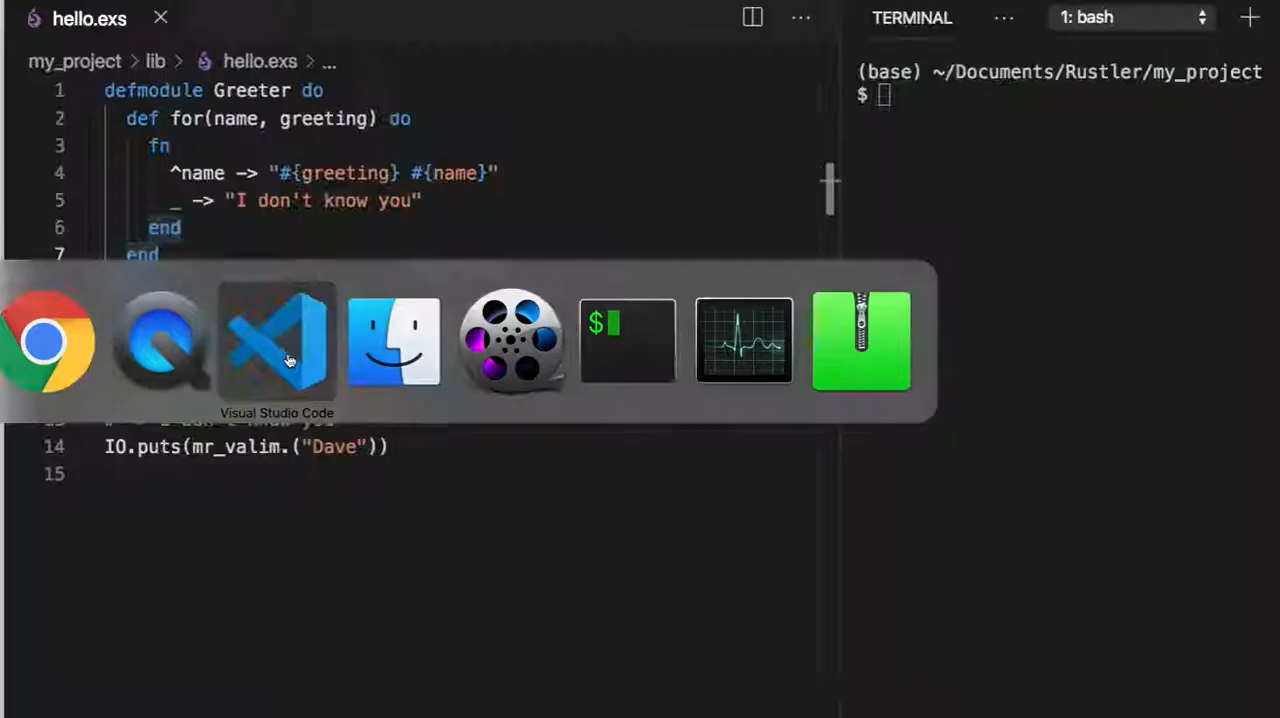 hello.exs
TERMINAL ... 1: bash
my_project > lib > hello.exs > ...
(base) ~/Documents/Rustler/my_project
$
1 defmodule Greeter do
2 def for(name, greeting) do
3 fn
4 ^name -> "#{greeting} #{name}"
5 _ -> "I don't know you"
6 end
7 end
$
Visual Studio Code
14 IO.puts(mr_valim.("Dave"))
15